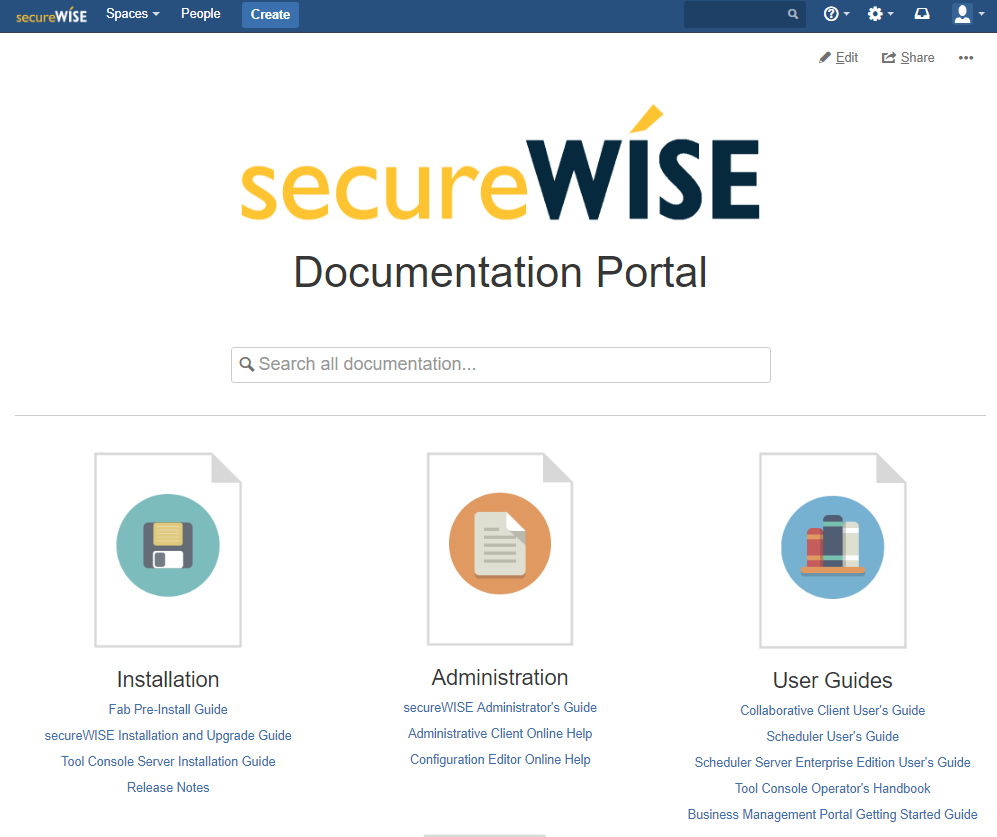 secureWISE Spaces People Create
Edit Share
secureWÍSE
Documentation Portal
Search all documentation...
Installation
Fab Pre-Install Guide
secureWISE Installation and Upgrade Guide
Tool Console Server Installation Guide
Release Notes
Administration
secureWISE Administrator's Guide
Administrative Client Online Help
Configuration Editor Online Help
User Guides
Collaborative Client User's Guide
Scheduler User's Guide
Scheduler Server Enterprise Edition User's Guide
Tool Console Operator's Handbook
Business Management Portal Getting Started Guide